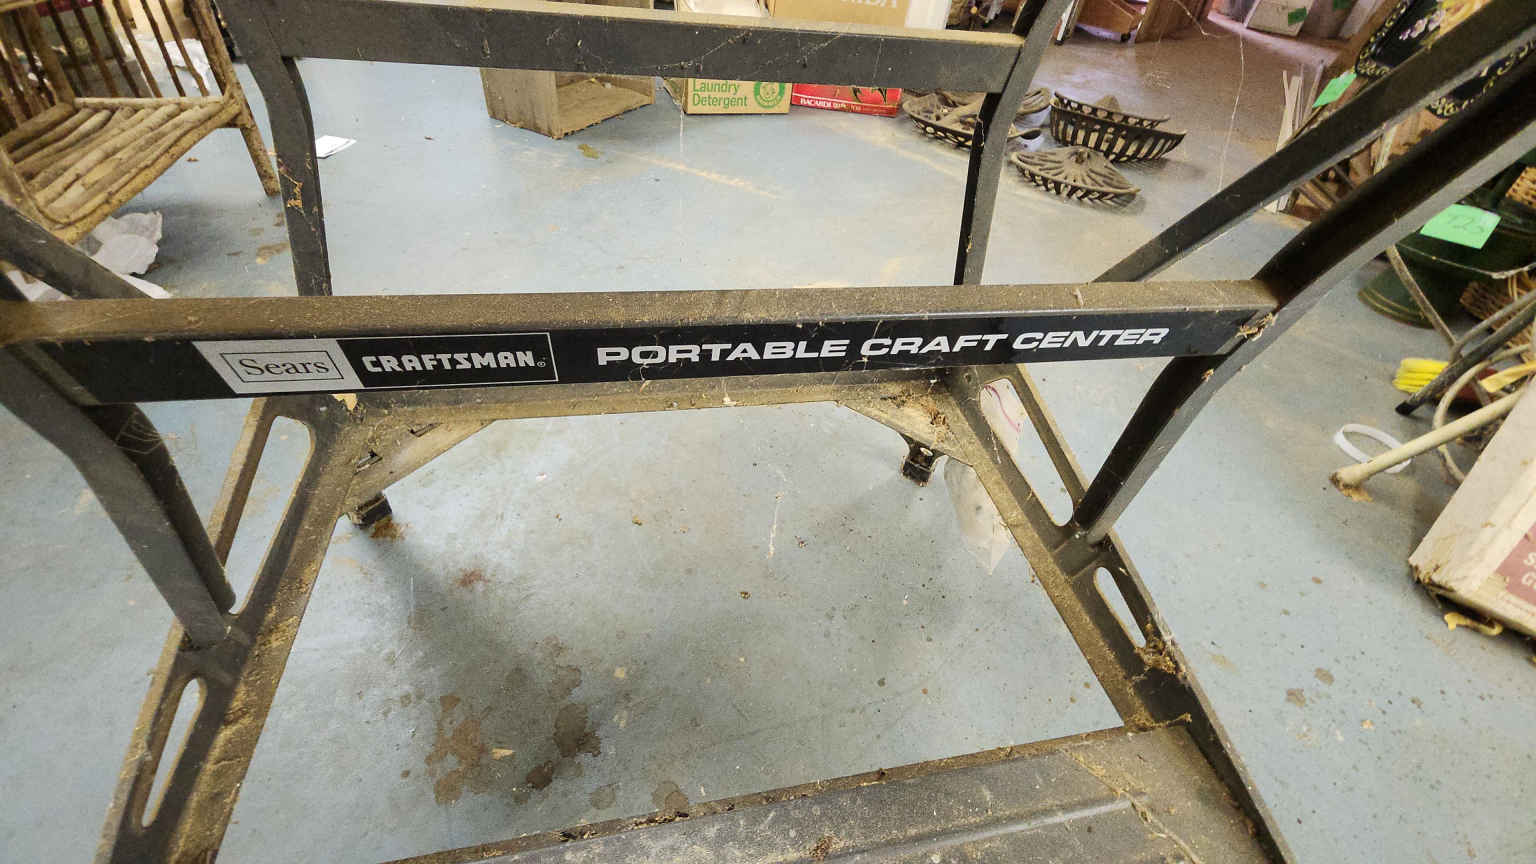 Laundry
Detergent
BACARDI
Sears CRAFTSMAN® PORTABLE CRAFT CENTER